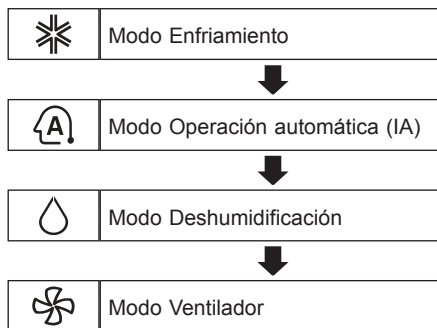 Modo Enfriamiento
A
Modo Operación automática (IA)
Modo Deshumidificación
Modo Ventilador